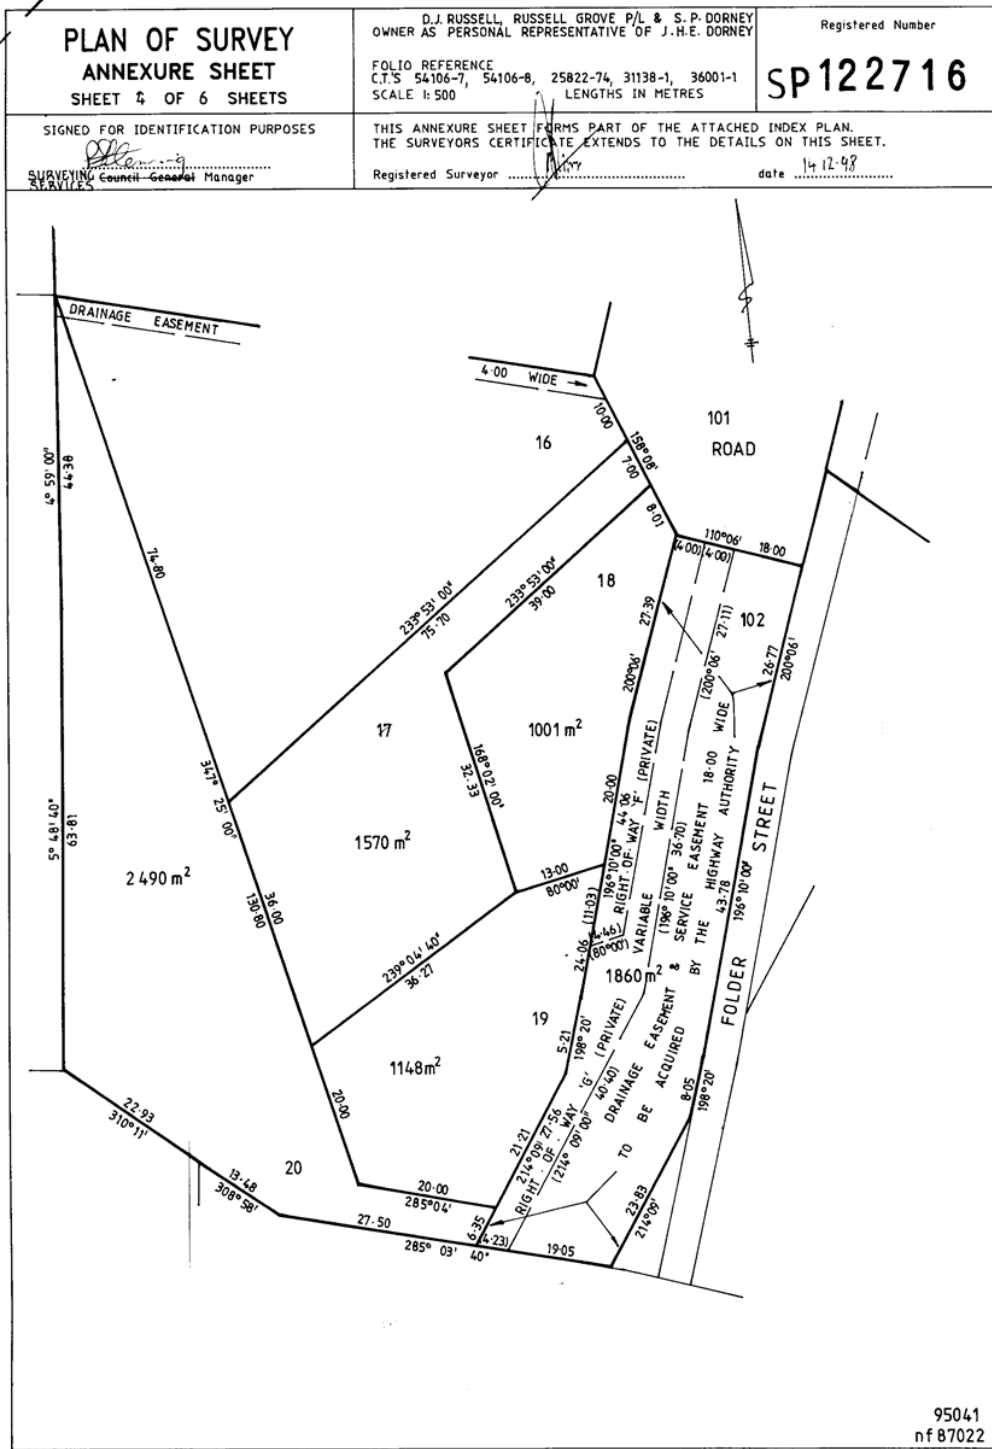 PLAN OF SURVEY
ANNEXURE SHEET
SHEET 4 OF 6 SHEETS
D.J. RUSSELL, RUSSELL GROVE P/L & S.P. DORNEY
OWNER AS PERSONAL REPRESENTATIVE OF J.H.E. DORNEY
FOLIO REFERENCE
C.T.'S 54106-7, 54106-8, 25822-74, 31138-1, 36001-1
SCALE 1:500 LENGTHS IN METRES
Registered Number
SP122716
SIGNED FOR IDENTIFICATION PURPOSES
SURVEYING Council General Manager
SERVICES
THIS ANNEXURE SHEET FORMS PART OF THE ATTACHED INDEX PLAN.
THE SURVEYORS CERTIFICATE EXTENDS TO THE DETAILS ON THIS SHEET.
Registered Surveyor
date 14·12·98
DRAINAGE EASEMENT
4·00 WIDE
10·00
16
158° 08'
7·00
8·01
101
ROAD
110°06'
18·00
(4·00)
(4·00)
4° 59' 00"
44·38
74·80
233° 53' 00"
75·70
233° 53' 00"
39·00
18
27·39
200°06'
(200°06' 27·11)
102
26·77
200°06'
17
1001 m²
168° 02' 00"
32·33
20·00
196° 10' 00" 44·06
RIGHT . OF . WAY 'F' (PRIVATE)
VARIABLE WIDTH
(196° 10' 00" 36·70)
DRAINAGE EASEMENT & SERVICE EASEMENT 18·00 WIDE
TO BE ACQUIRED BY THE HIGHWAY AUTHORITY
43·78
196° 10' 00"
FOLDER STREET
347° 25' 00"
5° 48' 40"
63·81
1570 m²
2 490 m²
36·00
130·80
13·00
80°00'
(11·03)
(4·46)
(80°00')
24·06
1860 m²
239° 04' 40"
36·27
19
5·21
198° 20'
1148m²
8·05
198°20'
20·00
21·21
214°09' 27·56
RIGHT . OF . WAY 'G' (PRIVATE)
(214° 09' 00" 40·40)
22·93
310°11'
20
13·48
308°58'
20·00
285°04'
27·50
285° 03' 40"
6·35
(4·23)
19·05
23·83
214°09'
95041
nf 87022